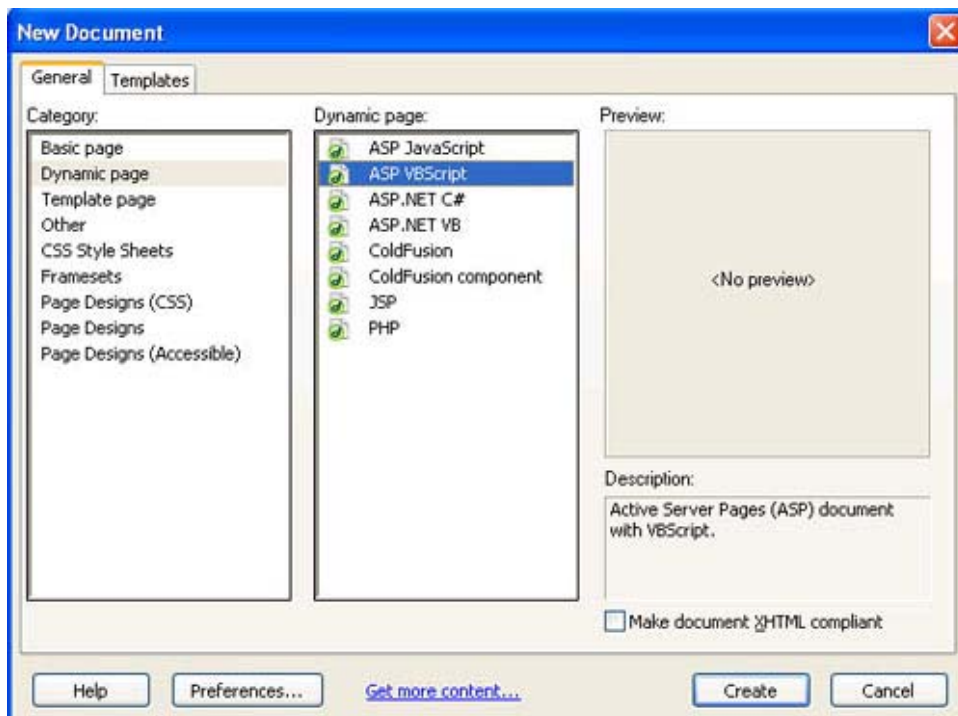 New Document
General
Templates
Category:
Basic page
Dynamic page
Template page
Other
CSS Style Sheets
Framesets
Page Designs (CSS)
Page Designs
Page Designs (Accessible)
Dynamic page:
ASP JavaScript
ASP VBScript
ASP.NET C#
ASP.NET VB
ColdFusion
ColdFusion component
JSP
PHP
Preview:
<No preview>
Description:
Active Server Pages (ASP) document
with VBScript.
Make document XHTML compliant
Help
Preferences...
Get more content...
Create
Cancel